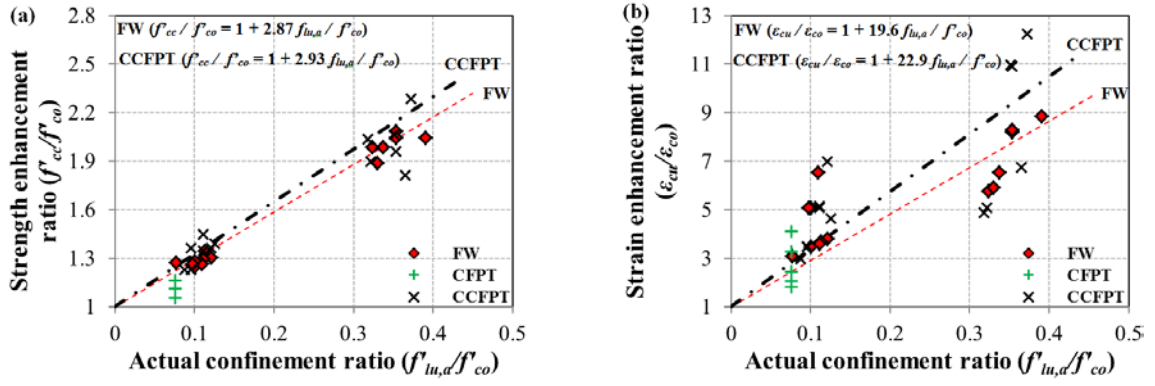 (a)
FW (f'cc / f'co = 1 + 2.87 flu,a / f'co)
CCFPT (f'cc / f'co = 1 + 2.93 flu,a / f'co)
CCFPT
FW
Strength enhancement
ratio (f'cc/f'co)
2.8
2.5
2.2
1.9
1.6
1.3
1
FW
CFPT
CCFPT
0
0.1
0.2
0.3
0.4
0.5
Actual confinement ratio (f'lu,a/f'co)
(b)
FW (εcu / εco = 1 + 19.6 flu,a / f'co)
CCFPT (εcu / εco = 1 + 22.9 flu,a / f'co)
CCFPT
FW
Strain enhancement ratio
(εcu/εco)
13
11
9
7
5
3
1
FW
CFPT
CCFPT
0
0.1
0.2
0.3
0.4
0.5
Actual confinement ratio (f'lu,a/f'co)